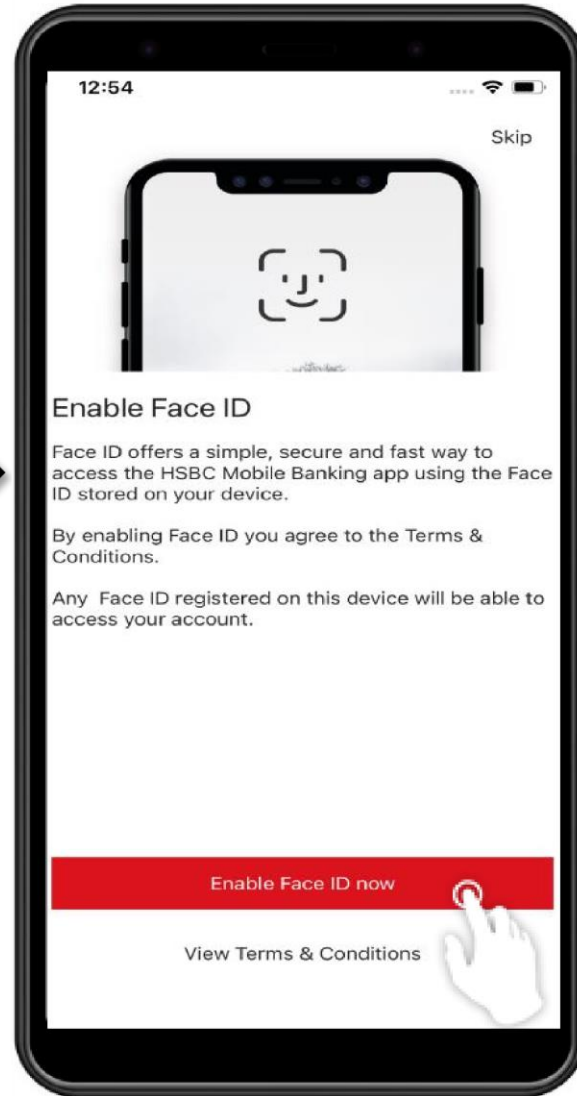 12:54
Skip
Enable Face ID
Face ID offers a simple, secure and fast way to
access the HSBC Mobile Banking app using the Face
ID stored on your device.
By enabling Face ID you agree to the Terms &
Conditions.
Any  Face ID registered on this device will be able to
access your account.
Enable Face ID now
View Terms & Conditions